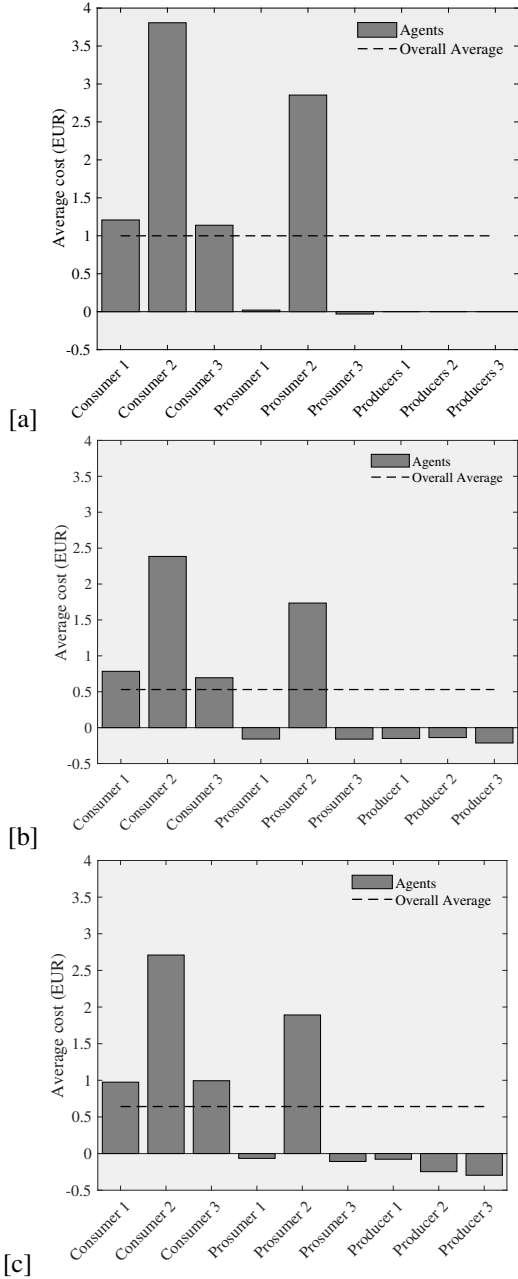 Agents
Overall Average
4
3.5
3
2.5
2
1.5
1
0.5
0
-0.5
Average cost (EUR)
Consumer 1
Consumer 2
Consumer 3
Prosumer 1
Prosumer 2
Prosumer 3
Producers 1
Producers 2
Producers 3
[a]
Agents
Overall Average
4
3.5
3
2.5
2
1.5
1
0.5
0
-0.5
Average cost (EUR)
Consumer 1
Consumer 2
Consumer 3
Prosumer 1
Prosumer 2
Prosumer 3
Producer 1
Producer 2
Producer 3
[b]
Agents
Overall Average
4
3.5
3
2.5
2
1.5
1
0.5
0
-0.5
Average cost (EUR)
Consumer 1
Consumer 2
Consumer 3
Prosumer 1
Prosumer 2
Prosumer 3
Producer 1
Producer 2
Producer 3
[c]